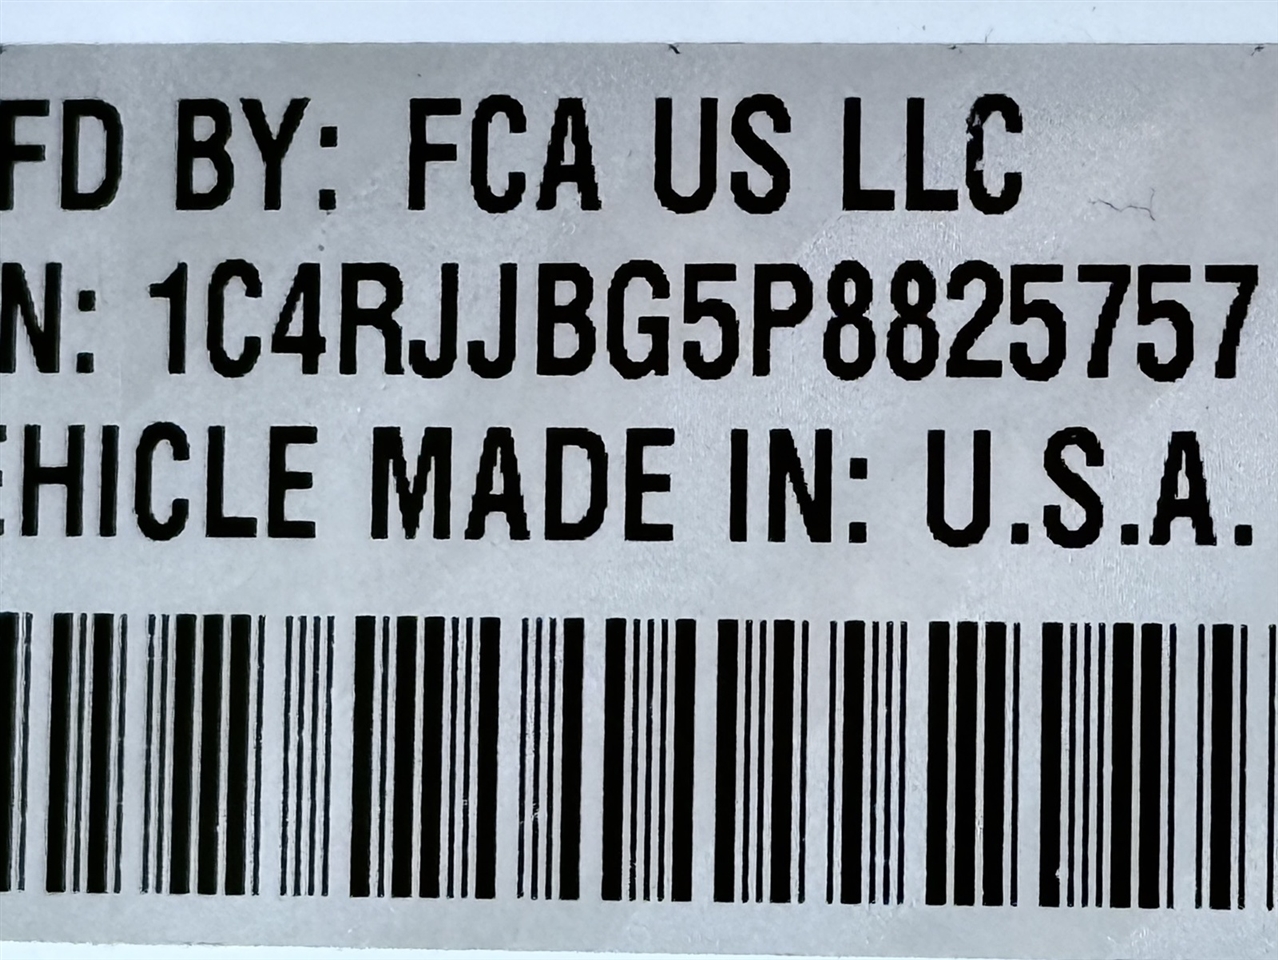 FD BY: FCA US LLC
N: 1C4RJJBG5P8825757
EHICLE MADE IN: U.S.A.